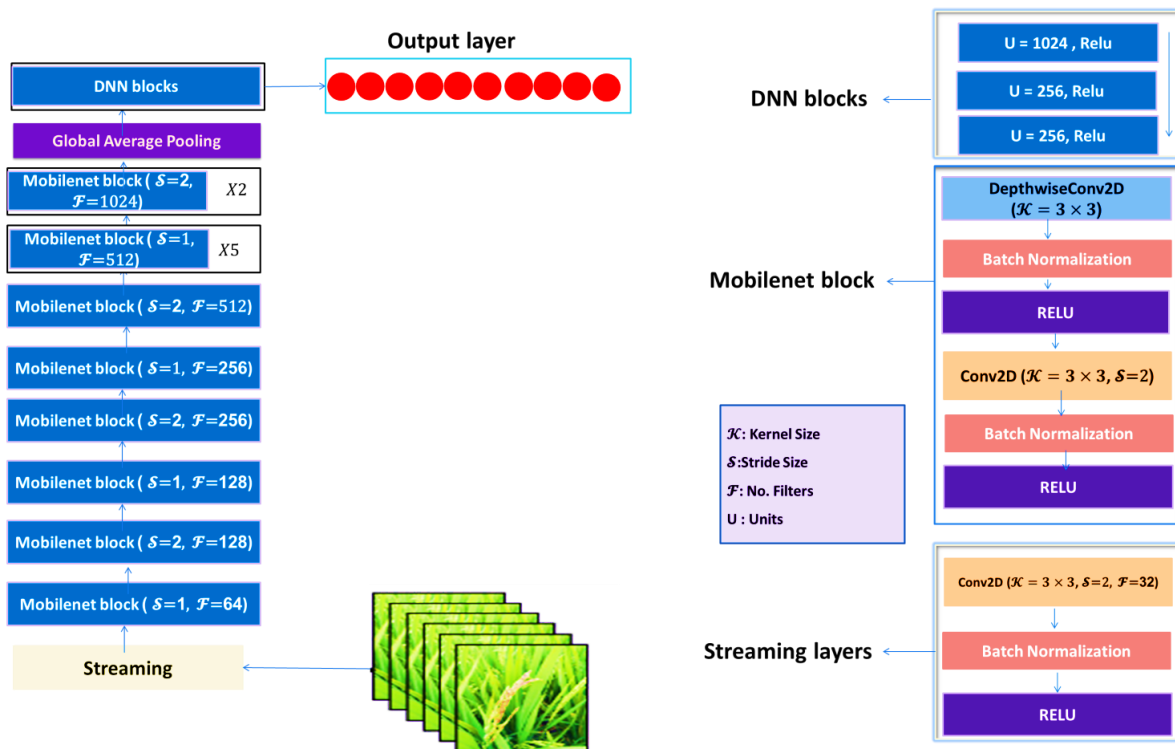 Output layer
DNN blocks
Global Average Pooling
Mobilenet block ( 𝓢=2,
𝓕=1024)
X2
Mobilenet block ( 𝓢=1,
𝓕=512)
X5
Mobilenet block ( 𝓢=2, 𝓕=512)
Mobilenet block ( 𝓢=1, 𝓕=256)
Mobilenet block ( 𝓢=2, 𝓕=256)
Mobilenet block ( 𝓢=1, 𝓕=128)
Mobilenet block ( 𝓢=2, 𝓕=128)
Mobilenet block ( 𝓢=1, 𝓕=64)
Streaming
DNN blocks
U = 1024 , Relu
U = 256, Relu
U = 256, Relu
Mobilenet block
DepthwiseConv2D
(𝒦 = 3 × 3)
Batch Normalization
RELU
Conv2D (𝒦 = 3 × 3, 𝓢=2)
Batch Normalization
RELU
𝒦: Kernel Size
𝓢:Stride Size
𝓕: No. Filters
U : Units
Streaming layers
Conv2D (𝒦 = 3 × 3, 𝓢=2, 𝓕=32)
Batch Normalization
RELU